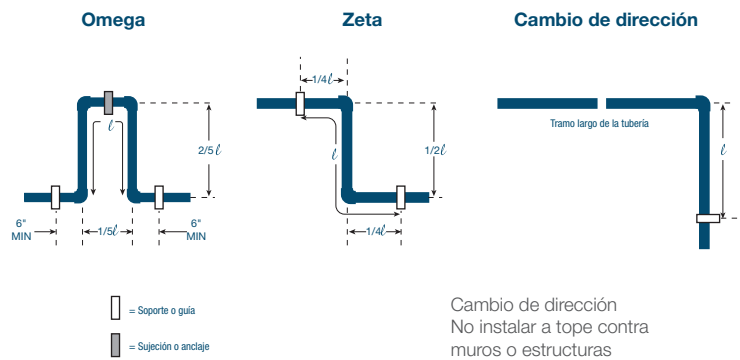 Omega
Zeta
Cambio de dirección
1/4ℓ
ℓ
2/5 ℓ
6"
MIN
1/5ℓ
6"
MIN
ℓ
1/2ℓ
1/4ℓ
Tramo largo de la tubería
ℓ
= Soporte o guía
= Sujeción o anclaje
Cambio de dirección
No instalar a tope contra
muros o estructuras